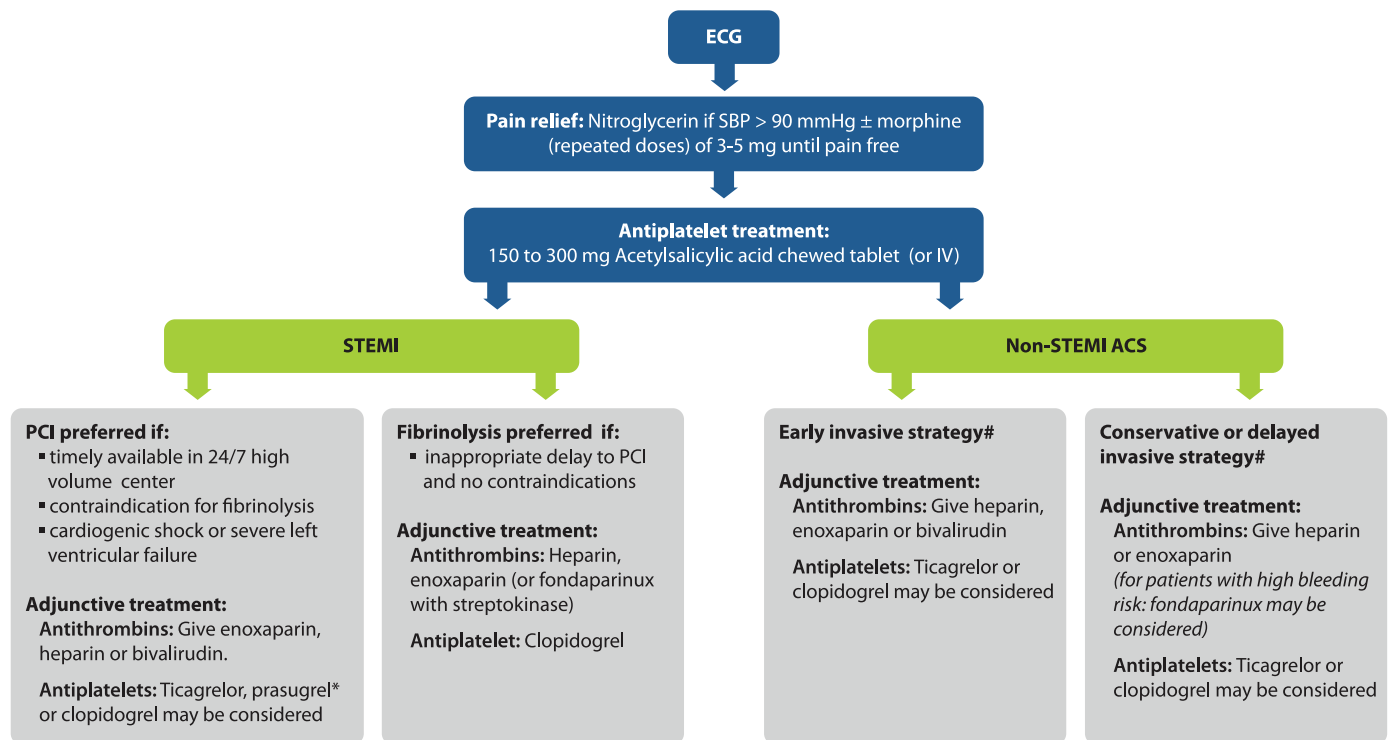 ECG
Pain relief: Nitroglycerin if SBP > 90 mmHg ± morphine
(repeated doses) of 3-5 mg until pain free
Antiplatelet treatment:
150 to 300 mg Acetylsalicylic acid chewed tablet (or IV)
STEMI
Non-STEMI ACS
PCI preferred if:
▪ timely available in 24/7 high
volume center
▪ contraindication for fibrinolysis
▪ cardiogenic shock or severe left
ventricular failure
Adjunctive treatment:
Antithrombins: Give enoxaparin,
heparin or bivalirudin.
Antiplatelets: Ticagrelor, prasugrel*
or clopidogrel may be considered
Fibrinolysis preferred if:
▪ inappropriate delay to PCI
and no contraindications
Adjunctive treatment:
Antithrombins: Heparin,
enoxaparin (or fondaparinux
with streptokinase)
Antiplatelet: Clopidogrel
Early invasive strategy#
Adjunctive treatment:
Antithrombins: Give heparin,
enoxaparin or bivalirudin
Antiplatelets: Ticagrelor or
clopidogrel may be considered
Conservative or delayed
invasive strategy#
Adjunctive treatment:
Antithrombins: Give heparin
or enoxaparin
(for patients with high bleeding
risk: fondaparinux may be
considered)
Antiplatelets: Ticagrelor or
clopidogrel may be considered